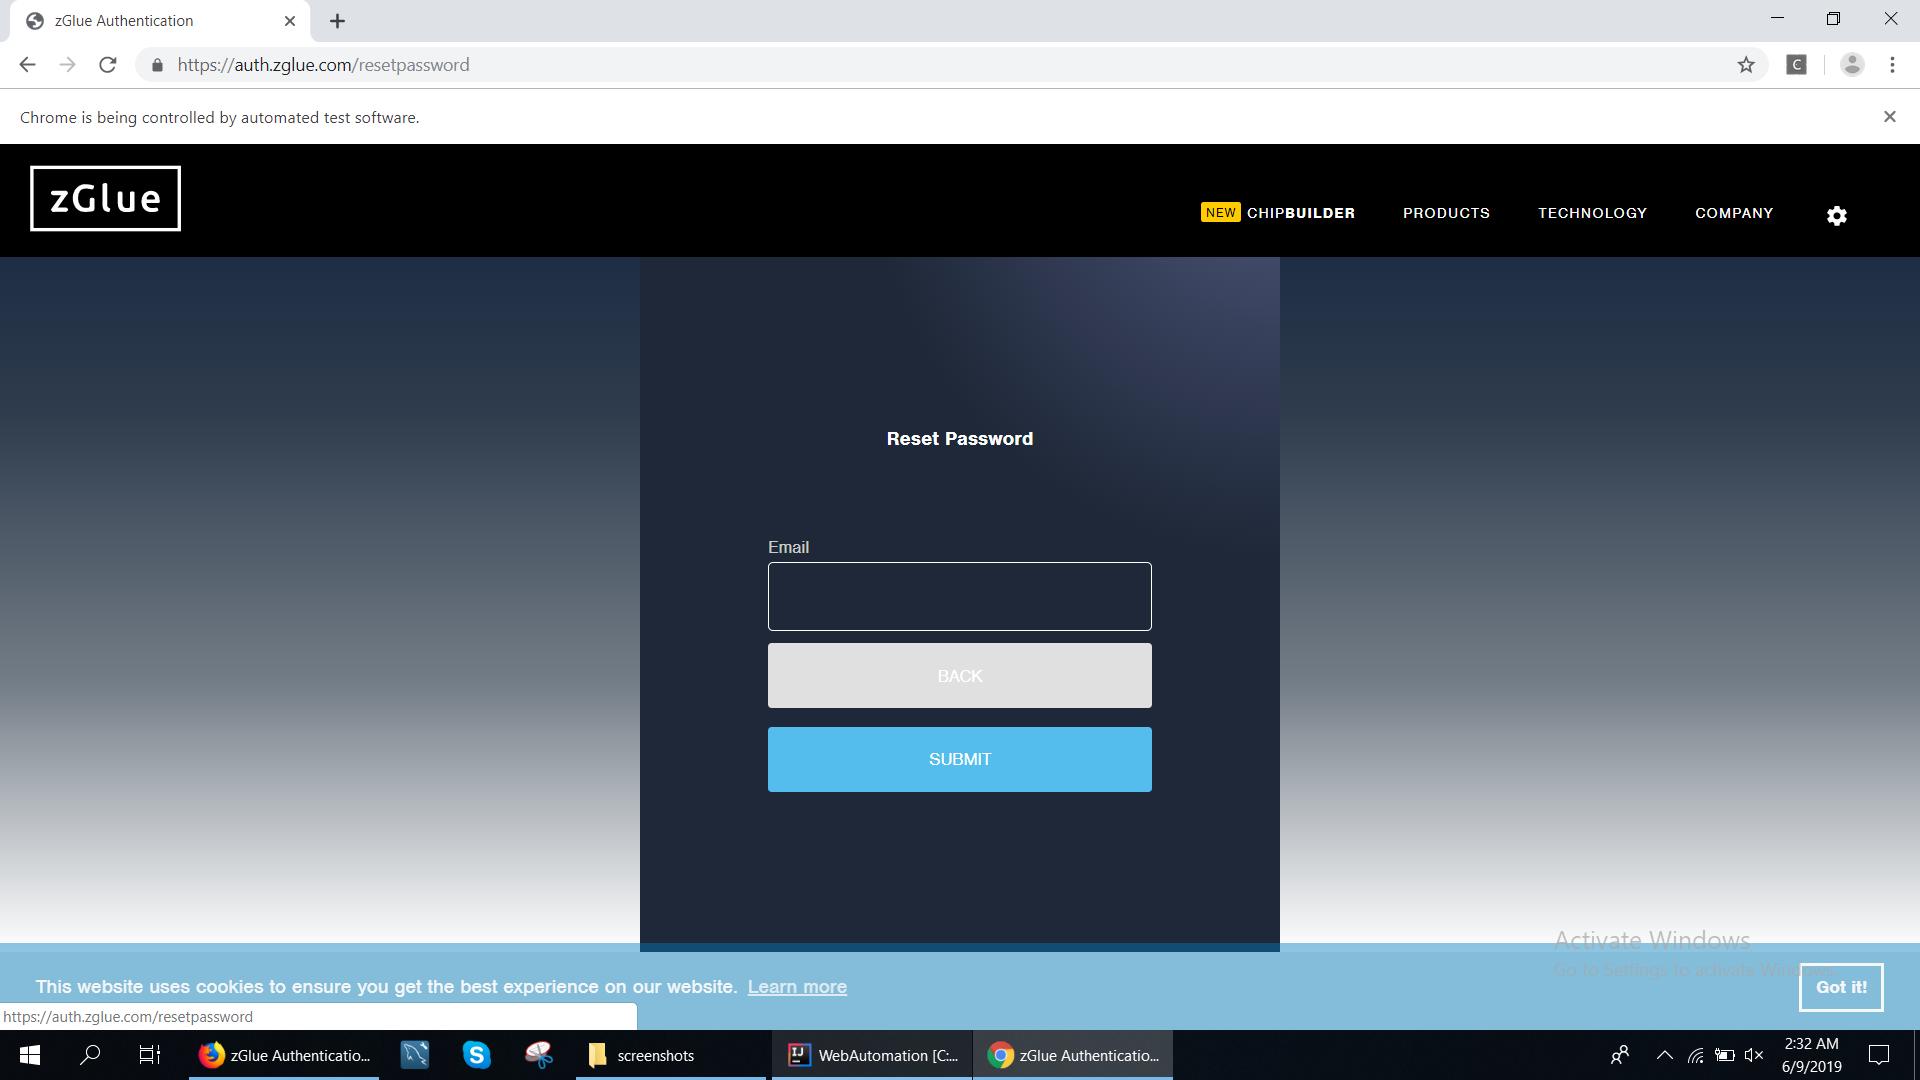 zGlue Authentication
https://auth.zglue.com/resetpassword
C
Chrome is being controlled by automated test software.
zGlue
NEW CHIPBUILDER
PRODUCTS
TECHNOLOGY
COMPANY
Reset Password
Email
BACK
SUBMIT
Activate Windows
Go to Settings to activate Windows.
This website uses cookies to ensure you get the best experience on our website. Learn more
Got it!
https://auth.zglue.com/resetpassword
zGlue Authenticatio...
S
screenshots
IJ
WebAutomation [C:...
zGlue Authenticatio...
2:32 AM
6/9/2019